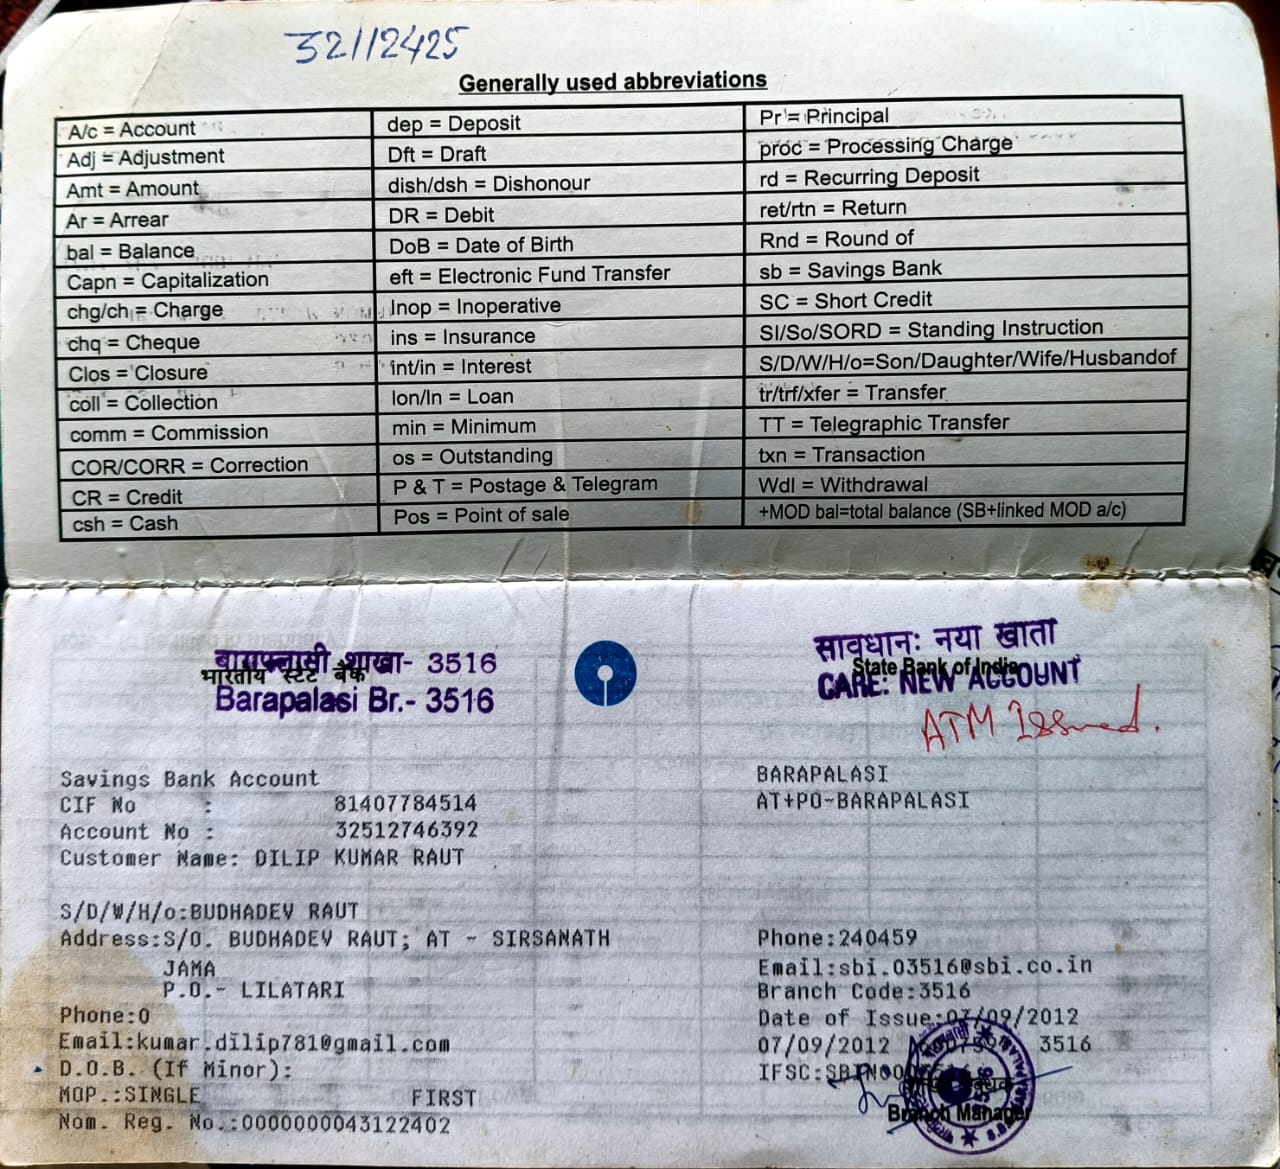 32112425
Generally used abbreviations
A/c = Account
Adj = Adjustment
Amt = Amount
Ar = Arrear
bal = Balance
Capn = Capitalization
chg/ch = Charge
chq = Cheque
Clos = Closure
coll = Collection
comm = Commission
COR/CORR = Correction
CR = Credit
csh = Cash
dep = Deposit
Dft = Draft
dish/dsh = Dishonour
DR = Debit
DoB = Date of Birth
eft = Electronic Fund Transfer
Inop = Inoperative
ins = Insurance
int/in = Interest
lon/ln = Loan
min = Minimum
os = Outstanding
P & T = Postage & Telegram
Pos = Point of sale
Pr = Principal
proc = Processing Charge
rd = Recurring Deposit
ret/rtn = Return
Rnd = Round of
sb = Savings Bank
SC = Short Credit
SI/So/SORD = Standing Instruction
S/D/W/H/o=Son/Daughter/Wife/Husbandof
tr/trf/xfer = Transfer
TT = Telegraphic Transfer
txn = Transaction
Wdl = Withdrawal
+MOD bal=total balance (SB+linked MOD a/c)
शाखा- 3516
भारतीय स्टेट बैंक
Barapalasi Br.- 3516
सावधान: नया खाता
State Bank of India
CARE: NEW ACCOUNT
ATM Issued.
Savings Bank Account
CIF No : 81407784514
Account No : 32512746392
Customer Name: DILIP KUMAR RAUT
S/D/W/H/o:BUDHADEV RAUT
Address:S/O. BUDHADEV RAUT; AT - SIRSANATH
JAMA
P.O.- LILATARI
Phone:0
Email:kumar.dilip781@gmail.com
D.O.B. (If Minor):
MOP.:SINGLE FIRST
Nom. Reg. No.:0000000043122402
BARAPALASI
AT+PO-BARAPALASI
Phone:240459
Email:sbi.03516@sbi.co.in
Branch Code:3516
Date of Issue:07/09/2012
07/09/2012 3516
IFSC:
Branch Manager